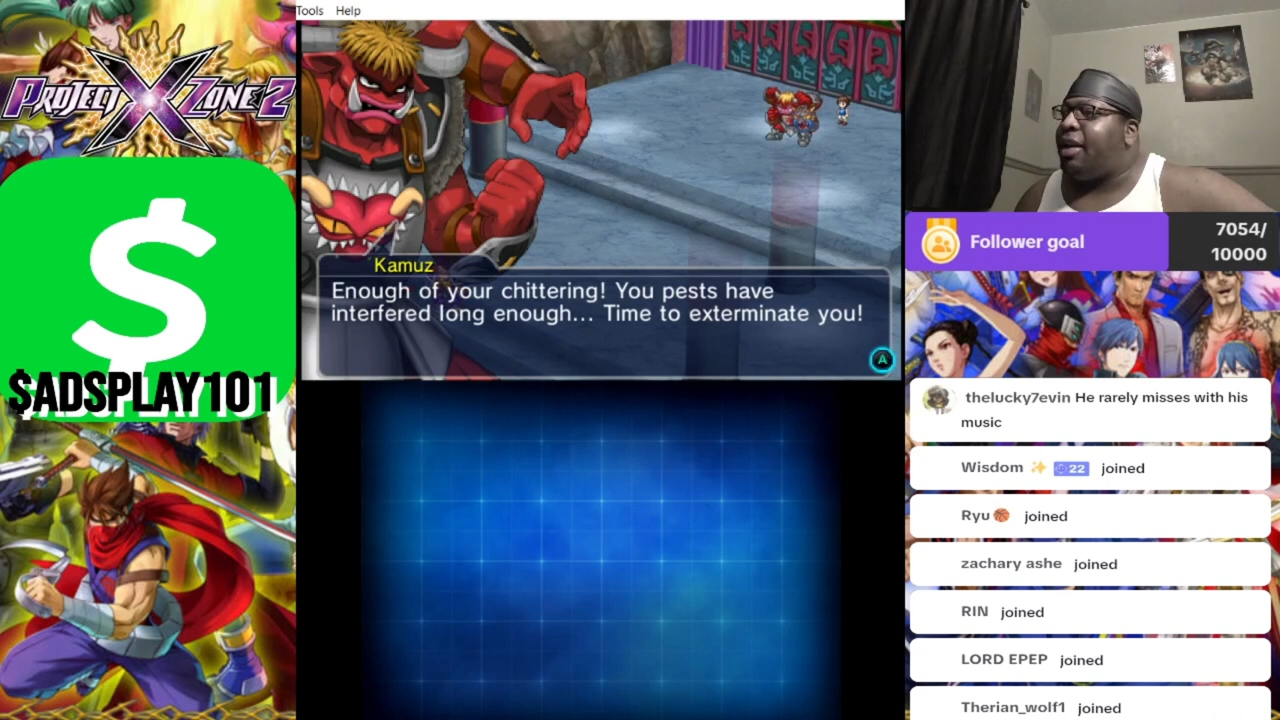 PROJECT X ZONE 2
$
$ADSPLAY101
Tools Help
Kamuz
Enough of your chittering! You pests have
interfered long enough... Time to exterminate you!
A
Follower goal
7054/
10000
thelucky7evin He rarely misses with his
music
Wisdom ✨ 22 joined
Ryu🏀 joined
zachary ashe joined
RIN joined
LORD EPEP joined
Therian_wolf1 joined